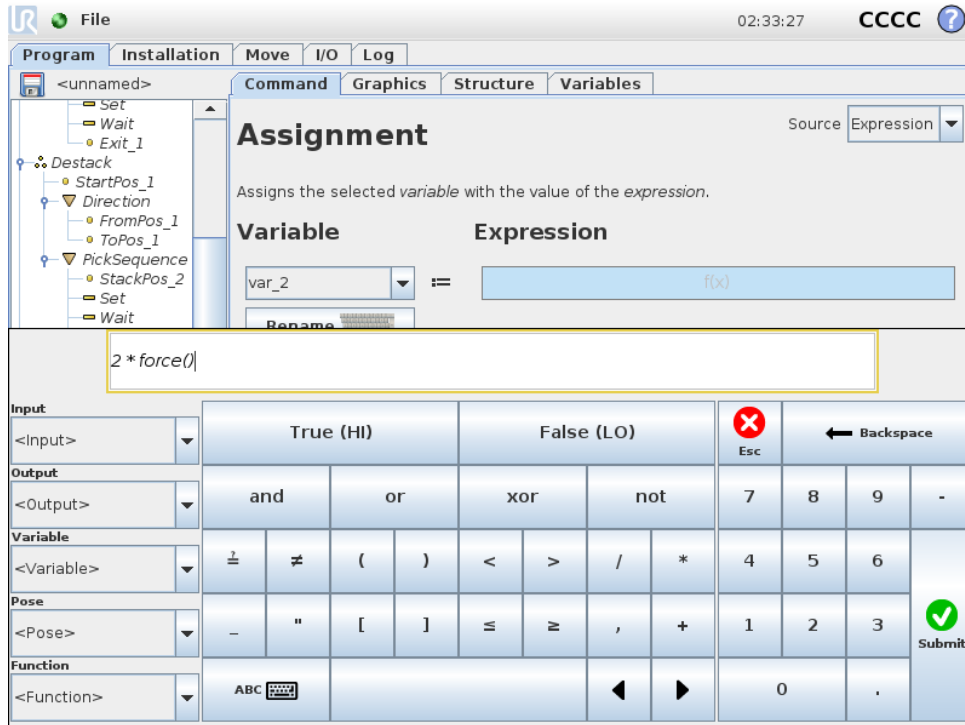 UR File 02:33:27 CCCC ?
Program Installation Move I/O Log
<unnamed> Command Graphics Structure Variables
Set
Wait
Exit_1
Destack
StartPos_1
Direction
FromPos_1
ToPos_1
PickSequence
StackPos_2
Set
Wait
Assignment Source Expression
Assigns the selected variable with the value of the expression.
Variable Expression
var_2 := f(x)
Rename
2 * force()
Input
<Input>
Output
<Output>
Variable
<Variable>
Pose
<Pose>
Function
<Function>
True (HI) False (LO) Esc Backspace
and or xor not 7 8 9 -
≟ ≠ ( ) < > / * 4 5 6
_ " [ ] ≤ ≥ , + 1 2 3 Submit
ABC 0 .